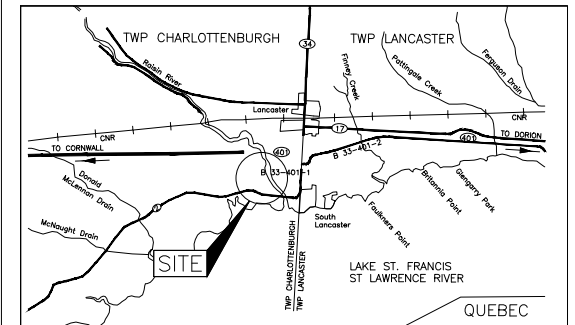 TWP CHARLOTTENBURGH
34
TWP LANCASTER
Raisin River
Finney Creek
Pattingale Creek
Ferguson Drain
Lancaster
CNR
CNR
17
401
TO DORION
TO CORNWALL
401
B 33-401-2
B 33-401-1
Donald
McLennan Drain
McNaught Drain
South
Lancaster
Faulkners Point
Britannia Point
Glengarry Park
SITE
TWP CHARLOTTENBURGH
TWP LANCASTER
LAKE ST. FRANCIS
ST LAWRENCE RIVER
QUEBEC